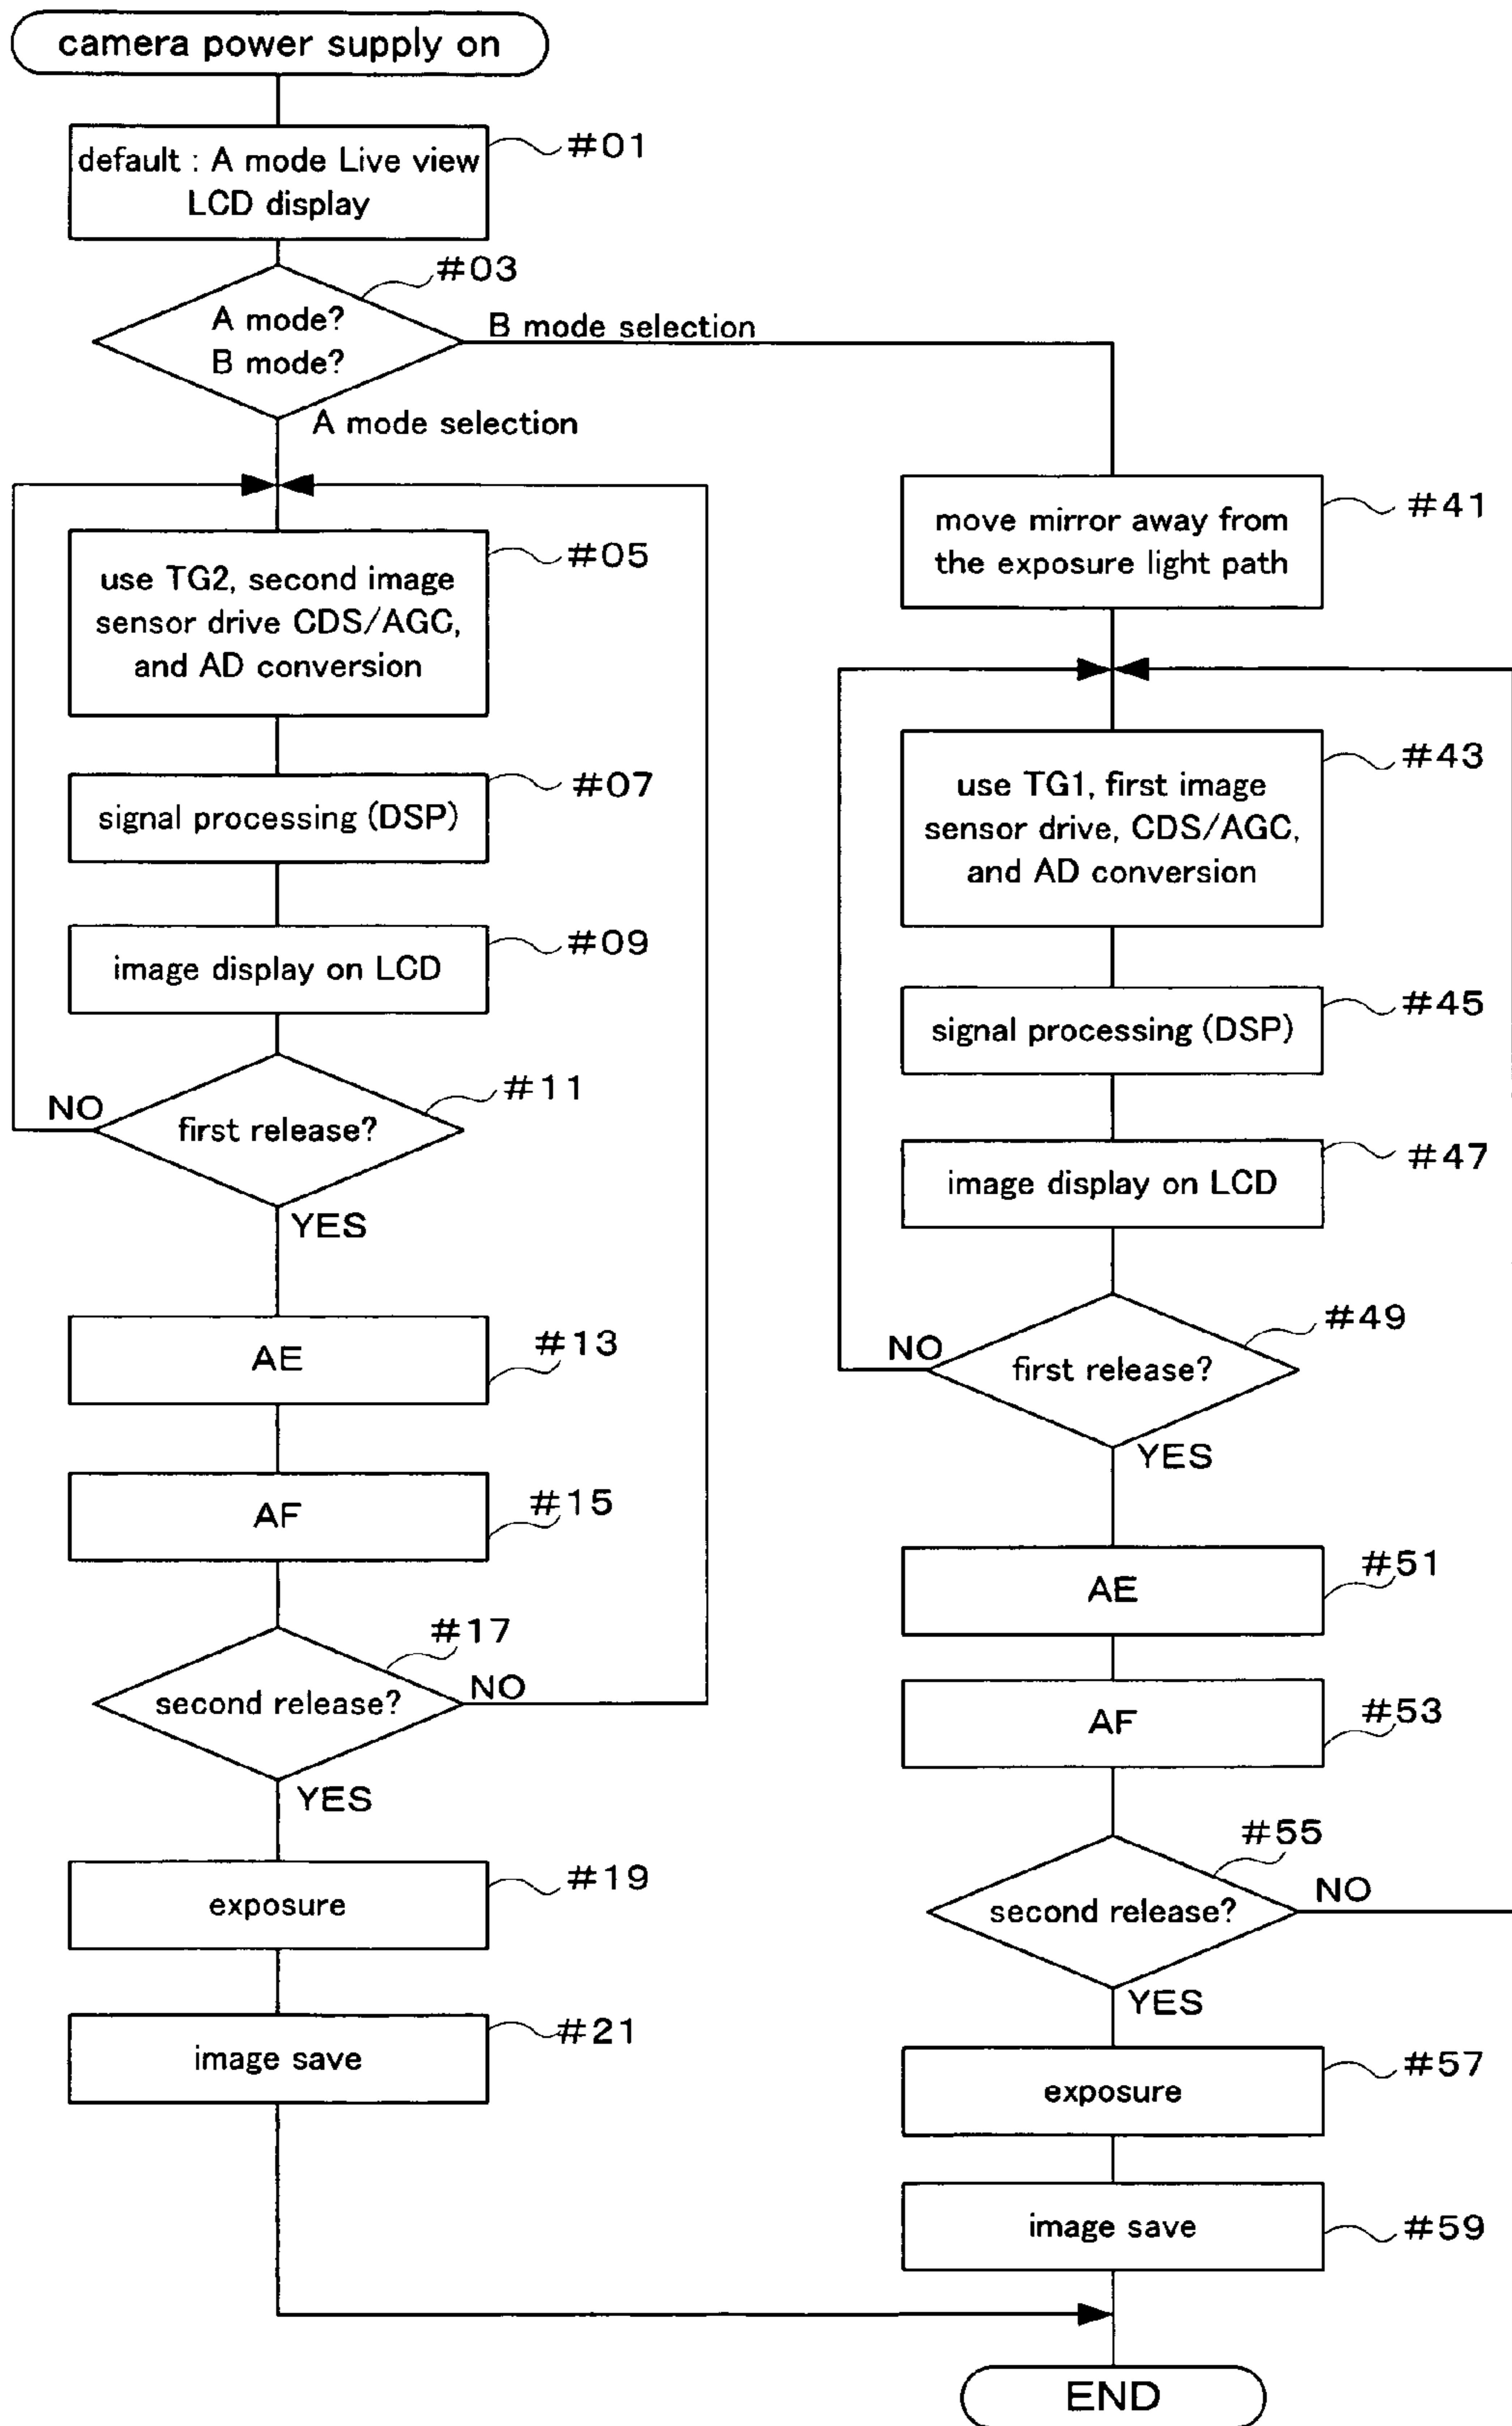 camera power supply on
default : A mode Live view
LCD display
#01
A mode?
B mode?
#03
B mode selection
A mode selection
use TG2, second image
sensor drive CDS/AGC,
and AD conversion
#05
signal processing (DSP)
#07
image display on LCD
#09
first release?
#11
NO
YES
AE
#13
AF
#15
second release?
#17
NO
YES
exposure
#19
image save
#21
move mirror away from
the exposure light path
#41
use TG1, first image
sensor drive, CDS/AGC,
and AD conversion
#43
signal processing (DSP)
#45
image display on LCD
#47
first release?
#49
NO
YES
AE
#51
AF
#53
second release?
#55
NO
YES
exposure
#57
image save
#59
END